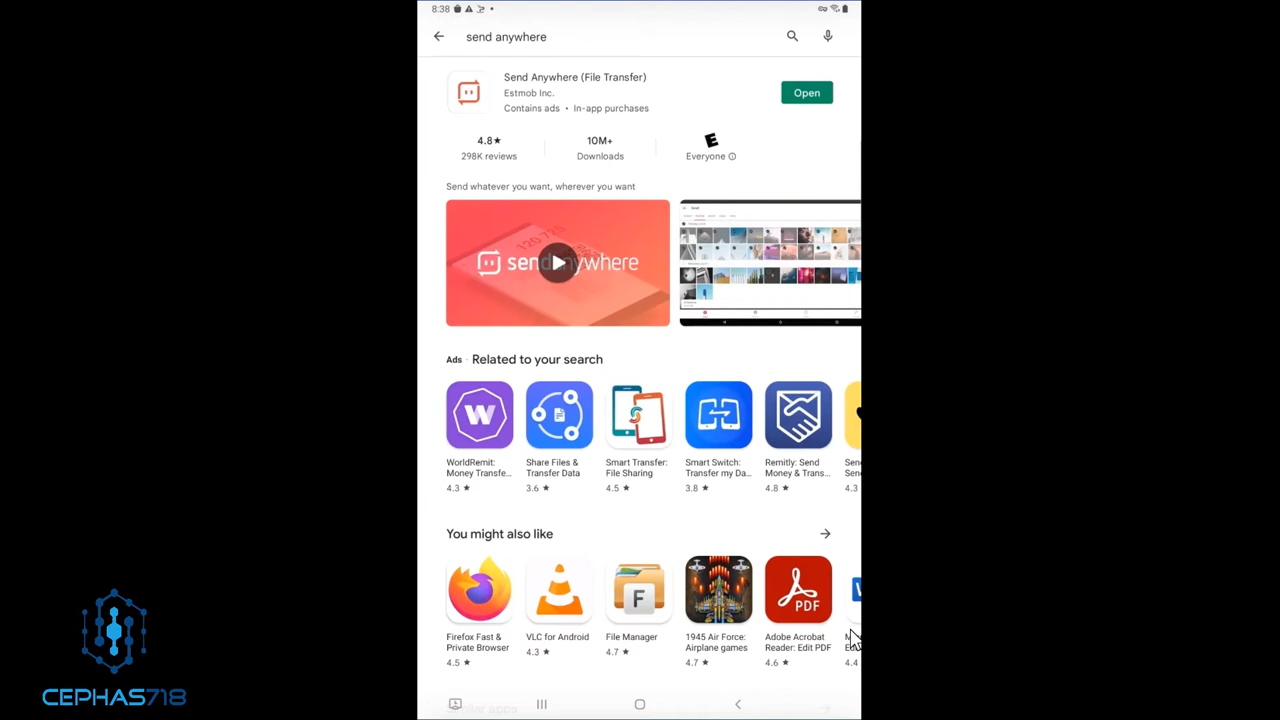 8:38
send anywhere
Send Anywhere (File Transfer)
Estmob Inc.
Contains ads • In-app purchases
Open
4.8★
298K reviews
10M+
Downloads
E
Everyone
Send whatever you want, wherever you want
sendanywhere
Ads · Related to your search
WorldRemit:
Money Transfe...
4.3 ★
Share Files &
Transfer Data
3.6 ★
Smart Transfer:
File Sharing
4.5 ★
Smart Switch:
Transfer my Da...
3.8 ★
Remitly: Send
Money & Trans...
4.8 ★
4.3
You might also like
Firefox Fast &
Private Browser
4.5 ★
VLC for Android
4.3 ★
File Manager
4.7 ★
1945 Air Force:
Airplane games
4.7 ★
PDF
Adobe Acrobat
Reader: Edit PDF
4.6 ★
4.4
Similar apps
CEPHAS718